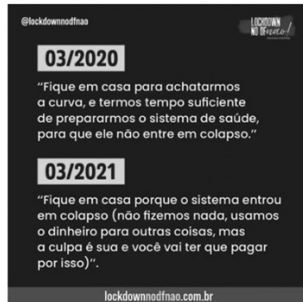 @lockdownnodfnao
LOCKDOWN
NO DF não!
03/2020
“Fique em casa para achatarmos
a curva, e termos tempo suficiente
de prepararmos o sistema de saúde,
para que ele não entre em colapso.”
03/2021
“Fique em casa porque o sistema entrou
em colapso (não fizemos nada, usamos
o dinheiro para outras coisas, mas
a culpa é sua e você vai ter que pagar
por isso)”.
lockdownnodfnao.com.br